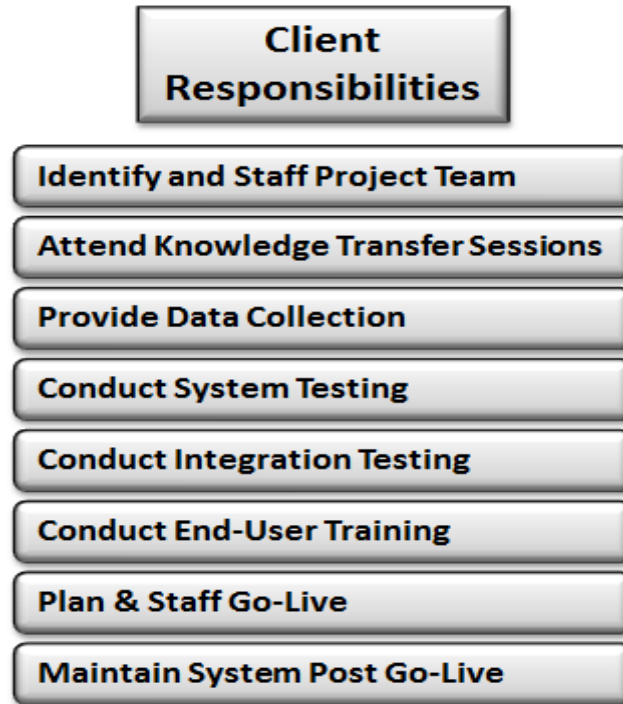 Client
Responsibilities
Identify and Staff Project Team
Attend Knowledge Transfer Sessions
Provide Data Collection
Conduct System Testing
Conduct Integration Testing
Conduct End-User Training
Plan & Staff Go-Live
Maintain System Post Go-Live